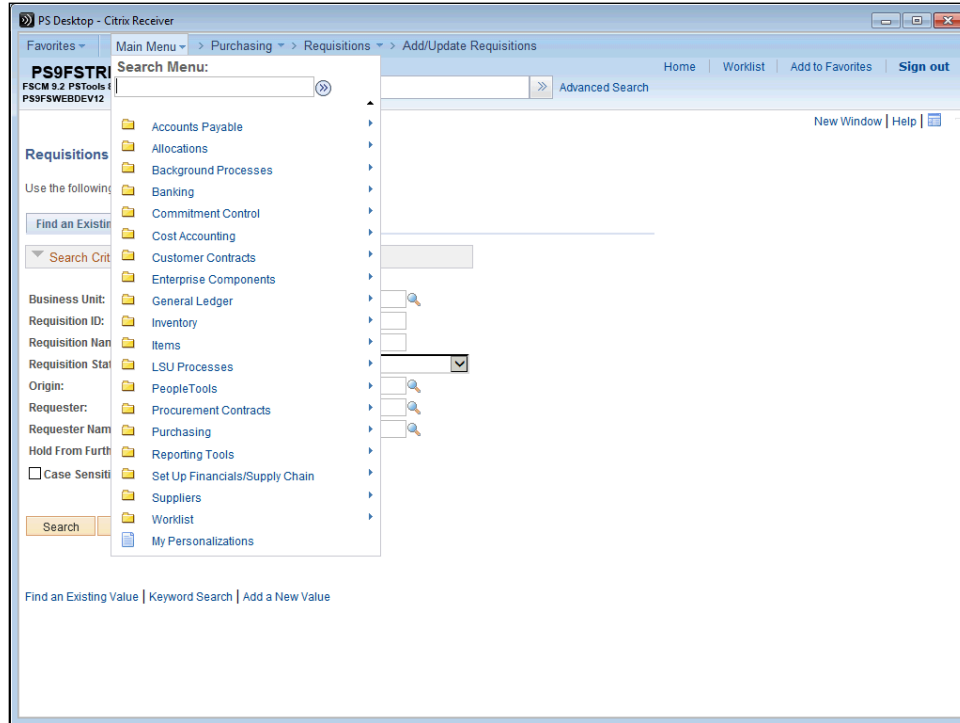 PS Desktop - Citrix Receiver
Favorites Main Menu > Purchasing > Requisitions > Add/Update Requisitions
PS9FSTRI Search Menu: Home Worklist Add to Favorites Sign out
FSCM 9.2 PSTools
PS9FSWEBDEV12
Advanced Search
New Window | Help |
Accounts Payable
Allocations
Requisitions
Background Processes
Use the following
Banking
Commitment Control
Find an Existin
Cost Accounting
Search Crit
Customer Contracts
Enterprise Components
Business Unit:
General Ledger
Requisition ID:
Inventory
Requisition Nam
Items
Requisition Stat
LSU Processes
Origin:
PeopleTools
Requester:
Procurement Contracts
Requester Nam
Purchasing
Hold From Furth
Reporting Tools
Case Sensiti
Set Up Financials/Supply Chain
Suppliers
Search
Worklist
My Personalizations
Find an Existing Value | Keyword Search | Add a New Value